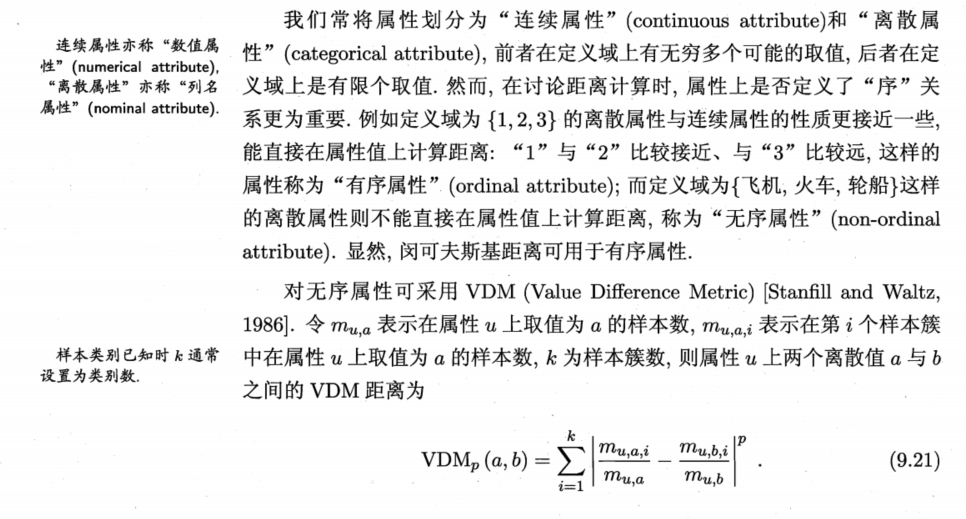 我们常将属性划分为“连续属性”(continuous attribute)和“离散属
性”(categorical attribute), 前者在定义域上有无穷多个可能的取值, 后者在定
义域上是有限个取值. 然而, 在讨论距离计算时, 属性上是否定义了“序”关
系更为重要. 例如定义域为 {1,2,3} 的离散属性与连续属性的性质更接近一些,
能直接在属性值上计算距离: “1”与“2”比较接近、与“3”比较远, 这样的
属性称为“有序属性”(ordinal attribute); 而定义域为{飞机, 火车, 轮船}这样
的离散属性则不能直接在属性值上计算距离, 称为“无序属性”(non-ordinal
attribute). 显然, 闵可夫斯基距离可用于有序属性.
连续属性亦称“数值属
性”(numerical attribute),
“离散属性”亦称“列名
属性”(nominal attribute).
对无序属性可采用 VDM (Value Difference Metric) [Stanfill and Waltz,
1986]. 令 m_{u,a} 表示在属性 u 上取值为 a 的样本数, m_{u,a,i} 表示在第 i 个样本簇
中在属性 u 上取值为 a 的样本数, k 为样本簇数, 则属性 u 上两个离散值 a 与 b
之间的 VDM 距离为
样本类别已知时 k 通常
设置为类别数.
VDM_p (a, b) = \sum_{i=1}^{k} \left| \frac{m_{u,a,i}}{m_{u,a}} - \frac{m_{u,b,i}}{m_{u,b}} \right|^p . (9.21)